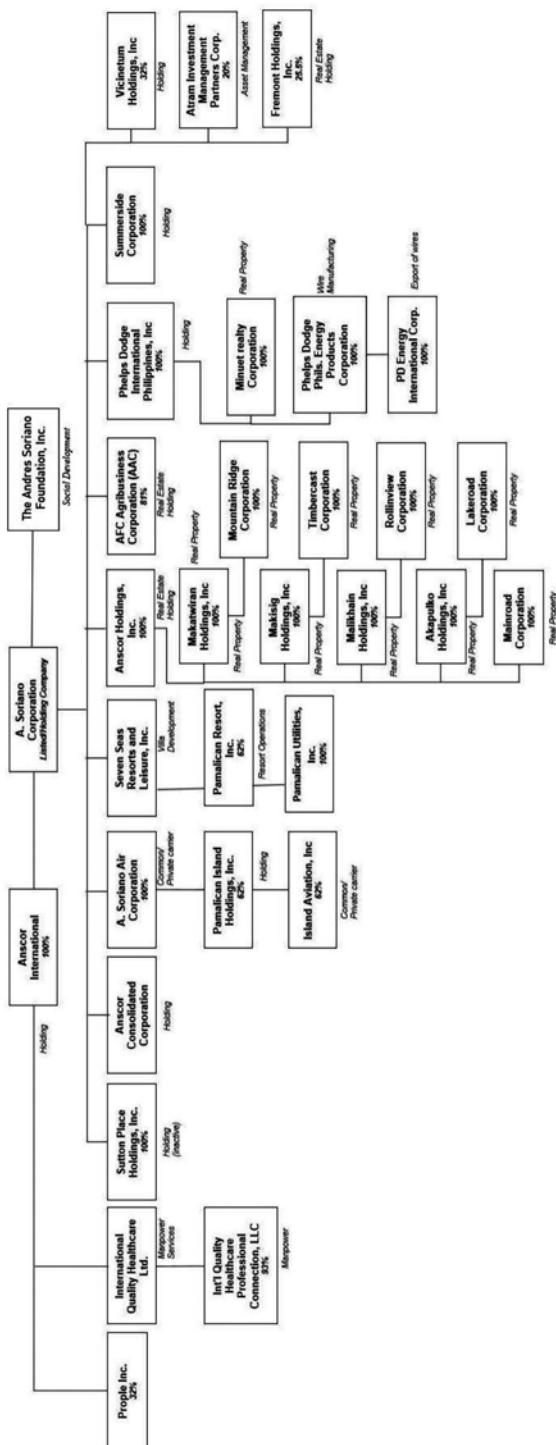 A. Soriano
Corporation
Listed/Holding Company
The Andres Soriano
Foundation, Inc.
Social Development
Anscor
International
100%
Holding
Prople Inc.
32%
International
Quality Healthcare
Ltd.
Manpower
Services
Int'l Quality
Healthcare
Professional
Connection, LLC
93%
Manpower
Sutton Place
Holdings, Inc.
100%
Holding
(inactive)
Anscor
Consolidated
Corporation
Holding
A. Soriano Air
Corporation
100%
Common/
Private carrier
Pamalican Island
Holdings, Inc.
62%
Holding
Island Aviation, Inc
62%
Common/
Private carrier
Seven Seas
Resorts and
Leisure, Inc.
Villa
Development
Pamalican Resort,
Inc.
62%
Resort Operations
Pamalican Utilities,
Inc.
100%
Anscor Holdings,
Inc.
100%
Real Estate
Holding
Makatwiran
Holdings, Inc
100%
Real Property
Mountain Ridge
Corporation
100%
Real Property
Makisig
Holdings, Inc
100%
Real Property
Timbercast
Corporation
100%
Real Property
Malikhain
Holdings, Inc
100%
Real Property
Rollinview
Corporation
100%
Real Property
Akapulko
Holdings, Inc
100%
Real Property
Lakeroad
Corporation
100%
Real Property
Mainroad
Corporation
100%
Real Property
AFC Agribusiness
Corporation (AAC)
81%
Real Estate
Holding
Real Property
Phelps Dodge
International
Philippines, Inc
100%
Holding
Minuet realty
Corporation
100%
Real Property
Phelps Dodge
Phils. Energy
Products
Corporation
100%
Wire
Manufacturing
PD Energy
International Corp.
100%
Export of wires
Summerside
Corporation
100%
Holding
Vicinetum
Holdings, Inc
32%
Holding
Atram Investment
Management
Partners Corp.
20%
Asset Management
Fremont Holdings,
Inc.
25.5%
Real Estate
Holding